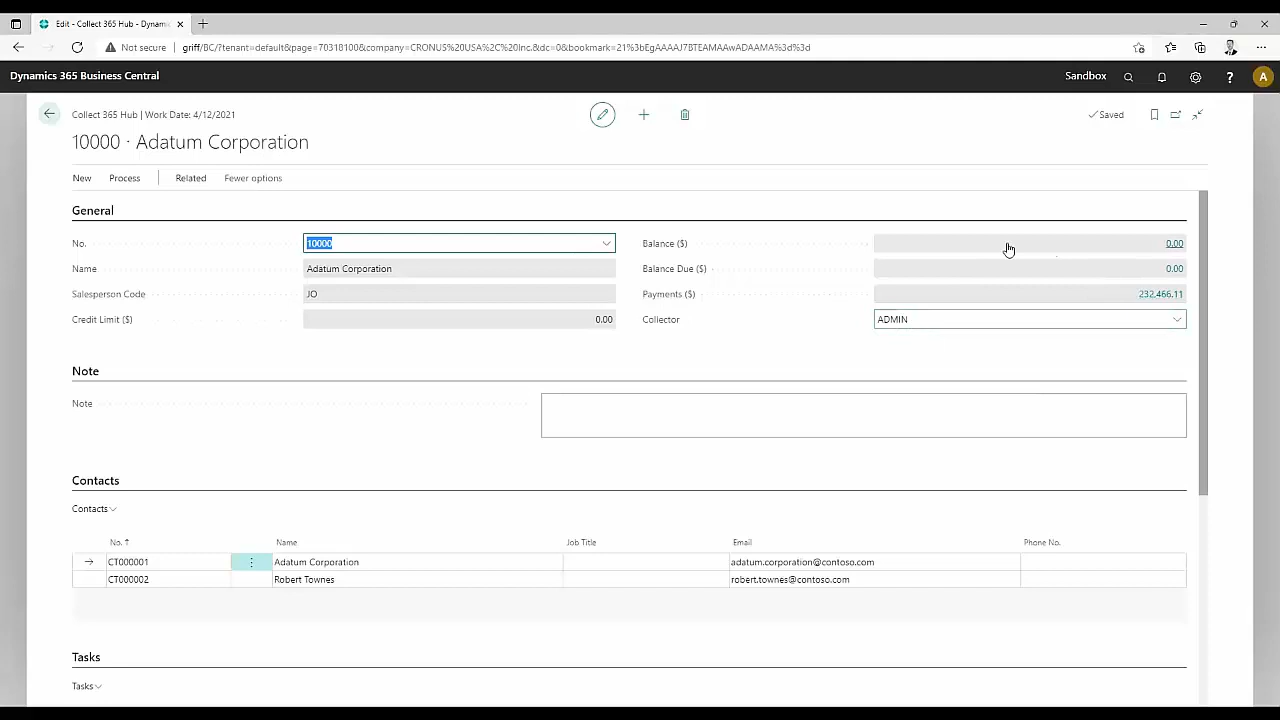 Edit - Collect 365 Hub - Dynami
Not secure
griff/BC/?tenant=default&page=70318100&company=CRONUS%20USA%2C%20Inc.&dc=0&bookmark=21%3bEgAAAAJ7BTEAMAAwADAAMA%3d%3d
Dynamics 365 Business Central
Sandbox
?
A
Collect 365 Hub | Work Date: 4/12/2021
Saved
10000 · Adatum Corporation
New Process Related Fewer options
General
No. 10000 Balance ($) 0.00
Name Adatum Corporation Balance Due ($) 0.00
Salesperson Code JO Payments ($) 232,466.11
Credit Limit ($) 0.00 Collector ADMIN
Note
Note
Contacts
Contacts
No. ↑ Name Job Title Email Phone No.
CT000001 Adatum Corporation adatum.corporation@contoso.com
CT000002 Robert Townes robert.townes@contoso.com
Tasks
Tasks